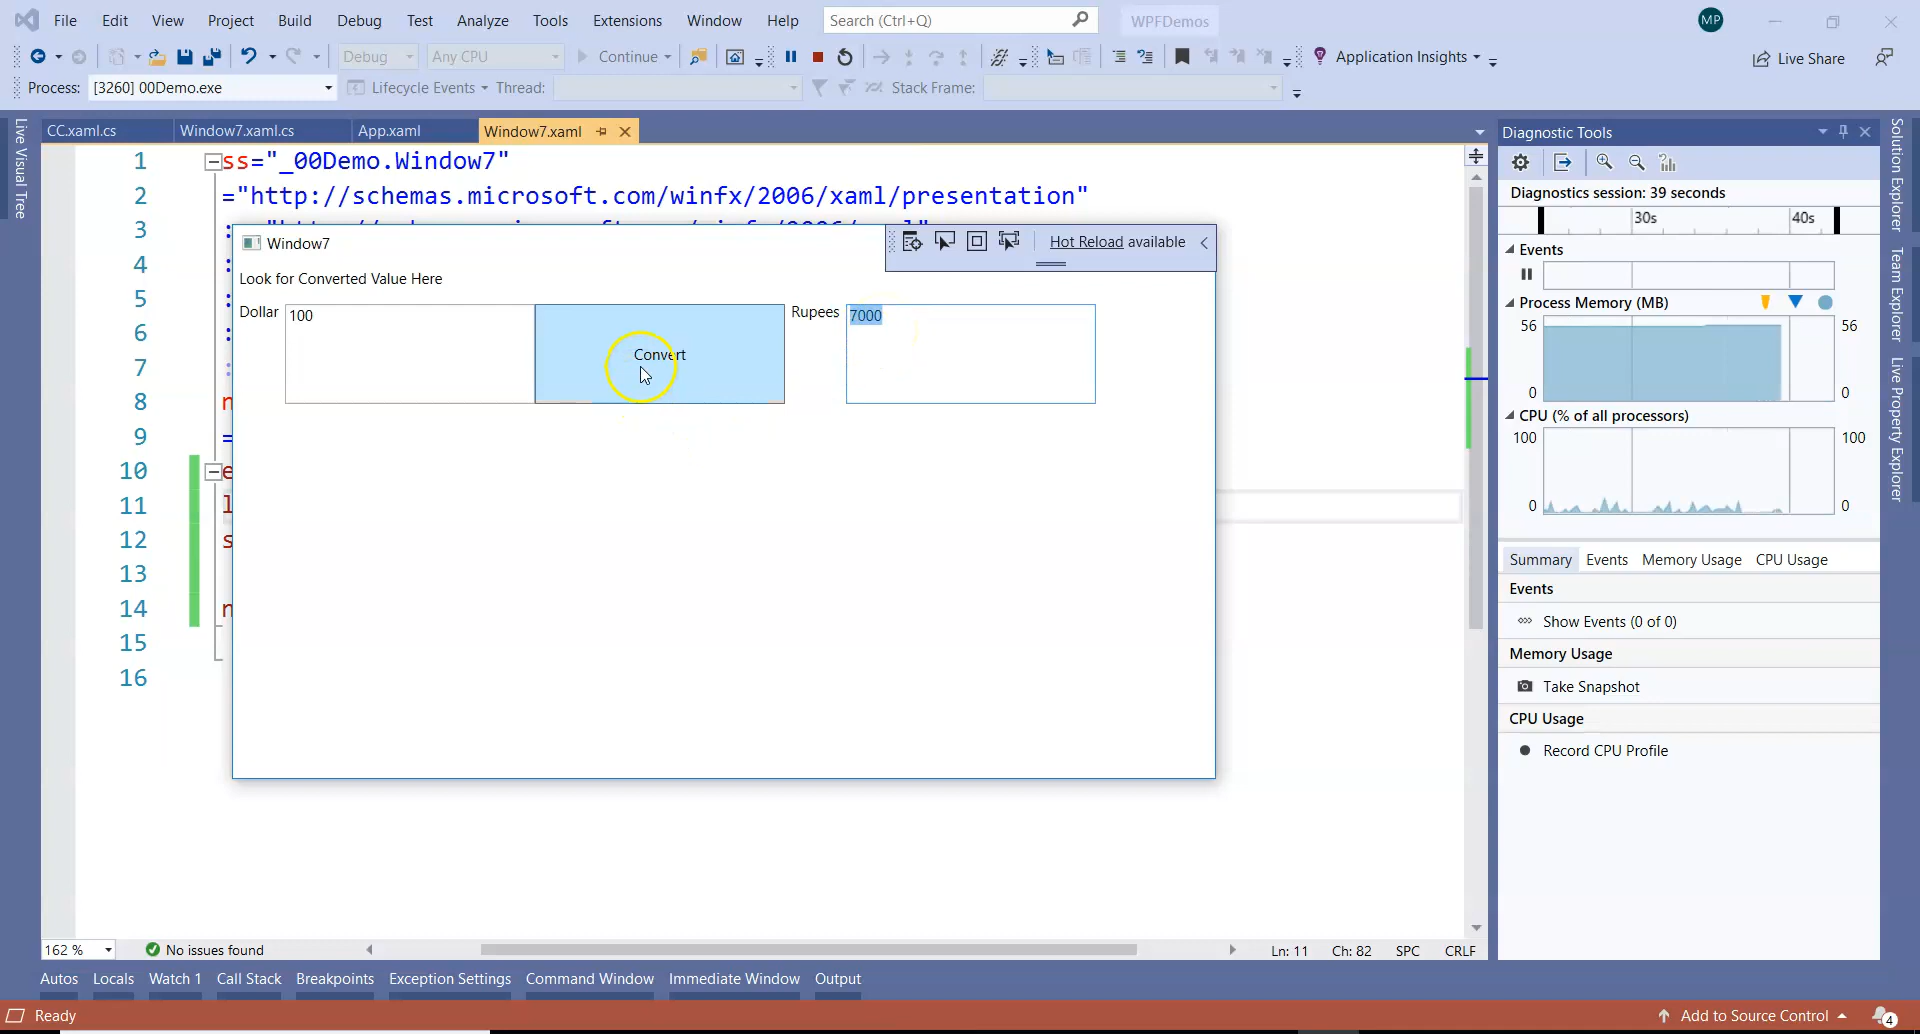 File Edit View Project Build Debug Test Analyze Tools Extensions Window Help Search (Ctrl+Q) WPFDemos MP
Debug Any CPU Continue Application Insights Live Share
Process: [3260] 00Demo.exe Lifecycle Events Thread: Stack Frame:
Live Visual Tree
CC.xaml.cs Window7.xaml.cs App.xaml Window7.xaml
1 ss="_00Demo.Window7"
2 ="http://schemas.microsoft.com/winfx/2006/xaml/presentation"
3
4
5
6
7
8
9 =
10 e
11 l
12 s
13
14 n
15
16
Window7
Hot Reload available
Look for Converted Value Here
Dollar 100 Convert Rupees 7000
Diagnostic Tools
Diagnostics session: 39 seconds
30s 40s
Events
Process Memory (MB)
56 56
0 0
CPU (% of all processors)
100 100
0 0
Summary Events Memory Usage CPU Usage
Events
Show Events (0 of 0)
Memory Usage
Take Snapshot
CPU Usage
Record CPU Profile
Solution Explorer
Team Explorer
Live Property Explorer
162 % No issues found Ln: 11 Ch: 82 SPC CRLF
Autos Locals Watch 1 Call Stack Breakpoints Exception Settings Command Window Immediate Window Output
Ready Add to Source Control 4